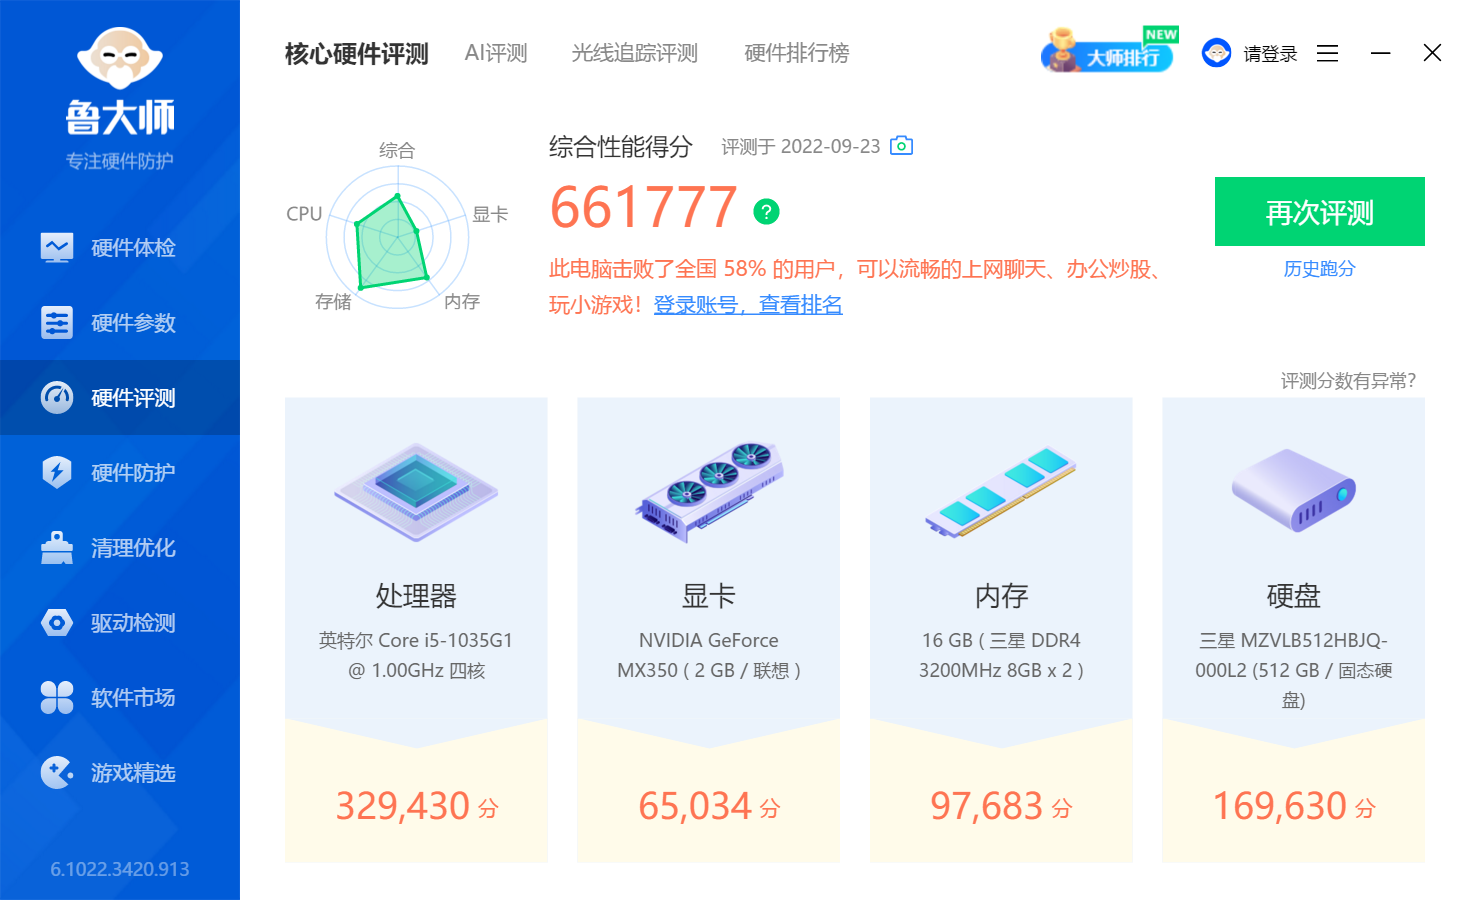 鲁大师
专注硬件防护
硬件体检
硬件参数
硬件评测
硬件防护
清理优化
驱动检测
软件市场
游戏精选
6.1022.3420.913
核心硬件评测
AI评测
光线追踪评测
硬件排行榜
大师排行
NEW
请登录
综合
CPU
显卡
存储
内存
综合性能得分
评测于 2022-09-23
661777
?
此电脑击败了全国 58% 的用户，可以流畅的上网聊天、办公炒股、
玩小游戏！登录账号，查看排名
再次评测
历史跑分
评测分数有异常?
处理器
英特尔 Core i5-1035G1
@ 1.00GHz 四核
329,430 分
显卡
NVIDIA GeForce
MX350 ( 2 GB / 联想 )
65,034 分
内存
16 GB ( 三星 DDR4
3200MHz 8GB x 2 )
97,683 分
硬盘
三星 MZVLB512HBJQ-
000L2 (512 GB / 固态硬
盘)
169,630 分